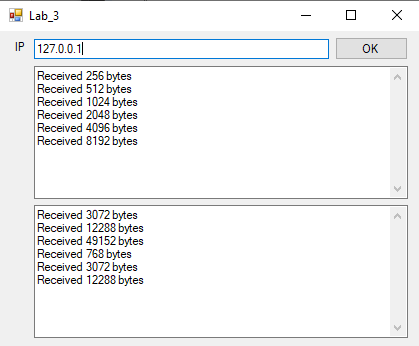 Lab_3
IP 127.0.0.1 OK
Received 256 bytes
Received 512 bytes
Received 1024 bytes
Received 2048 bytes
Received 4096 bytes
Received 8192 bytes
Received 3072 bytes
Received 12288 bytes
Received 49152 bytes
Received 768 bytes
Received 3072 bytes
Received 12288 bytes